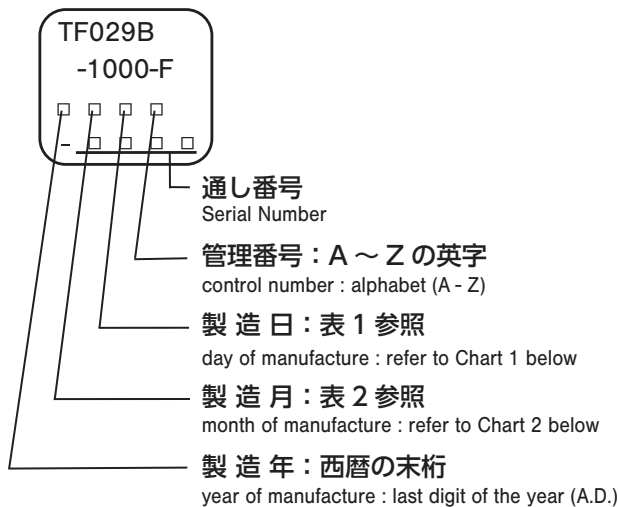 TF029B
-1000-F
□ □ □ □
- □ □ □ □
通し番号
Serial Number
管理番号：A ～ Z の英字
control number : alphabet (A - Z)
製 造 日：表 1 参照
day of manufacture : refer to Chart 1 below
製 造 月：表 2 参照
month of manufacture : refer to Chart 2 below
製 造 年：西暦の末桁
year of manufacture : last digit of the year (A.D.)